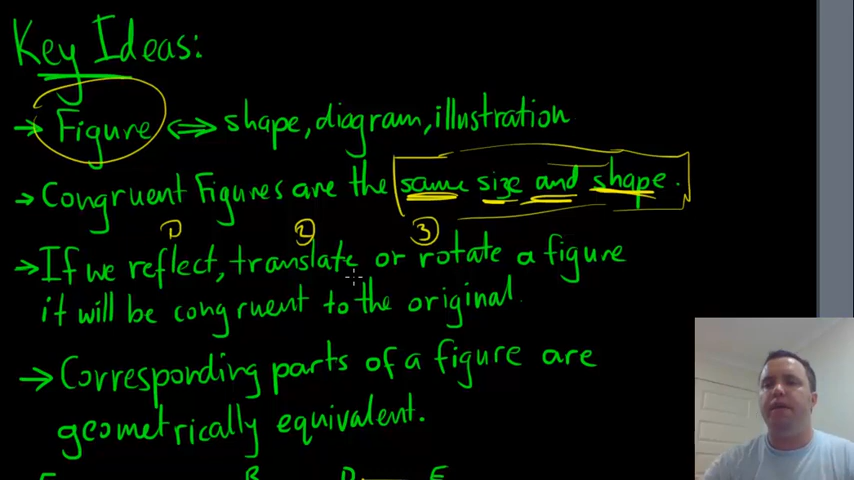 Key Ideas:
→ Figure ⇔ shape, diagram, illustration
→ Congruent Figures are the same size and shape.
1 2 3
→ If we reflect, translate or rotate a figure
it will be congruent to the original.
→ Corresponding parts of a figure are
geometrically equivalent.
B D E